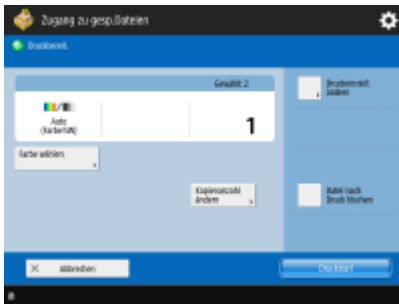 Zugang zu gesp.Dateien
Druckbereit.
Gewählt:2
Auto
(Farbe/SW)
1
Farbe wählen
Druckeinstell.
ändern
Kopienanzahl
ändern
Datei nach
Druck löschen
Abbrechen
Druckstart